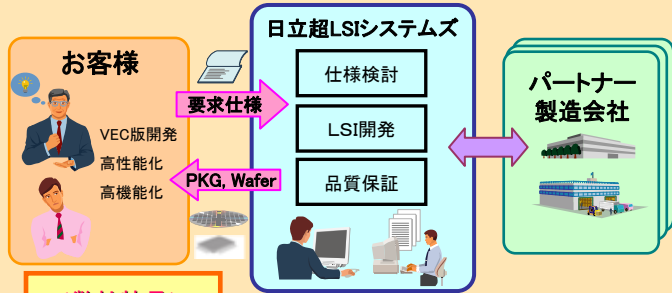 お客様
VEC版開発
高性能化
高機能化
要求仕様
PKG, Wafer
日立超LSIシステムズ
仕様検討
LSI開発
品質保証
パートナー
製造会社